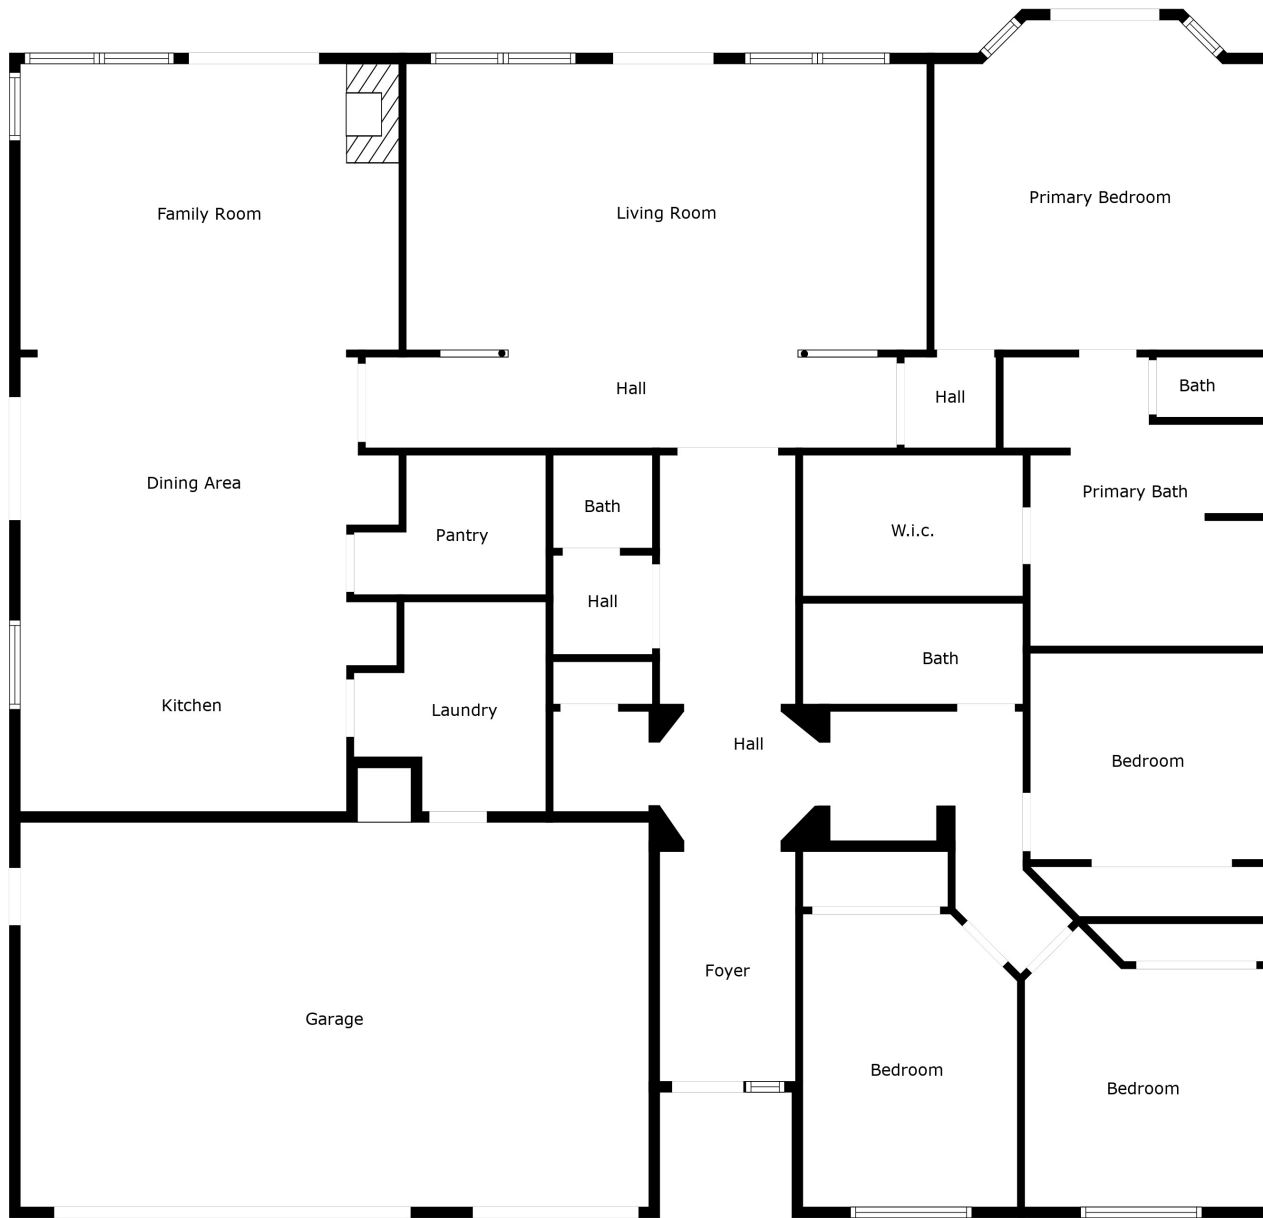 Primary Bedroom
Family Room
Living Room
Hall
Hall
Bath
Dining Area
Primary Bath
Bath
W.i.c.
Pantry
Hall
Bath
Kitchen
Laundry
Hall
Bedroom
Foyer
Garage
Bedroom
Bedroom